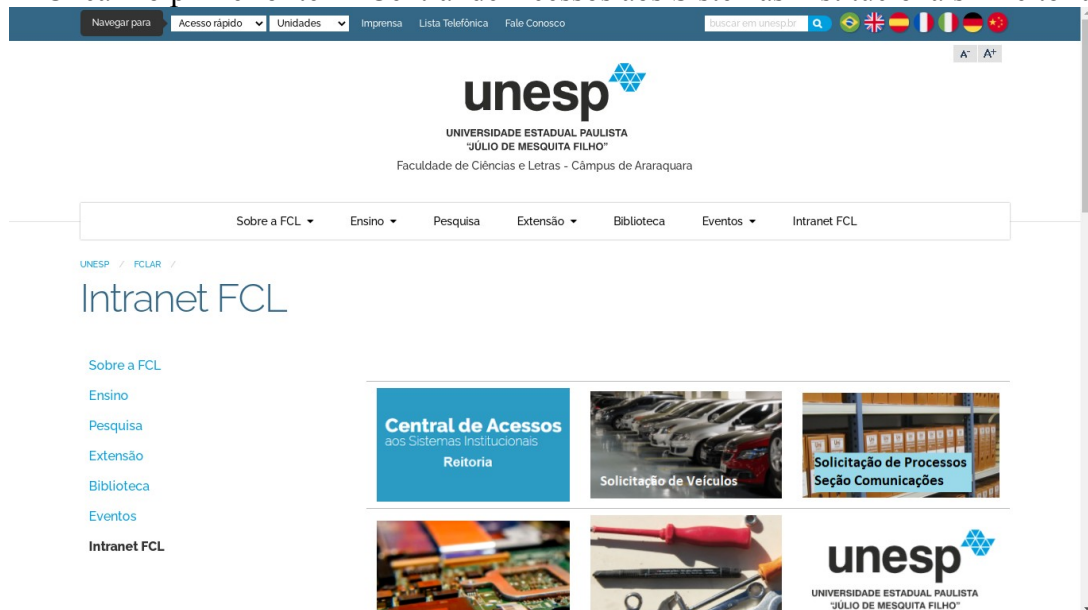 Navegar para Acesso rápido Unidades Imprensa Lista Telefônica Fale Conosco buscar em unesp.br
A- A+
unesp
UNIVERSIDADE ESTADUAL PAULISTA
"JÚLIO DE MESQUITA FILHO"
Faculdade de Ciências e Letras - Câmpus de Araraquara
Sobre a FCL Ensino Pesquisa Extensão Biblioteca Eventos Intranet FCL
UNESP / FCLAR /
Intranet FCL
Sobre a FCL
Ensino
Pesquisa
Extensão
Biblioteca
Eventos
Intranet FCL
Central de Acessos
aos Sistemas Institucionais
Reitoria
Solicitação de Veículos
Solicitação de Processos
Seção Comunicações
unesp
UNIVERSIDADE ESTADUAL PAULISTA
"JÚLIO DE MESQUITA FILHO"